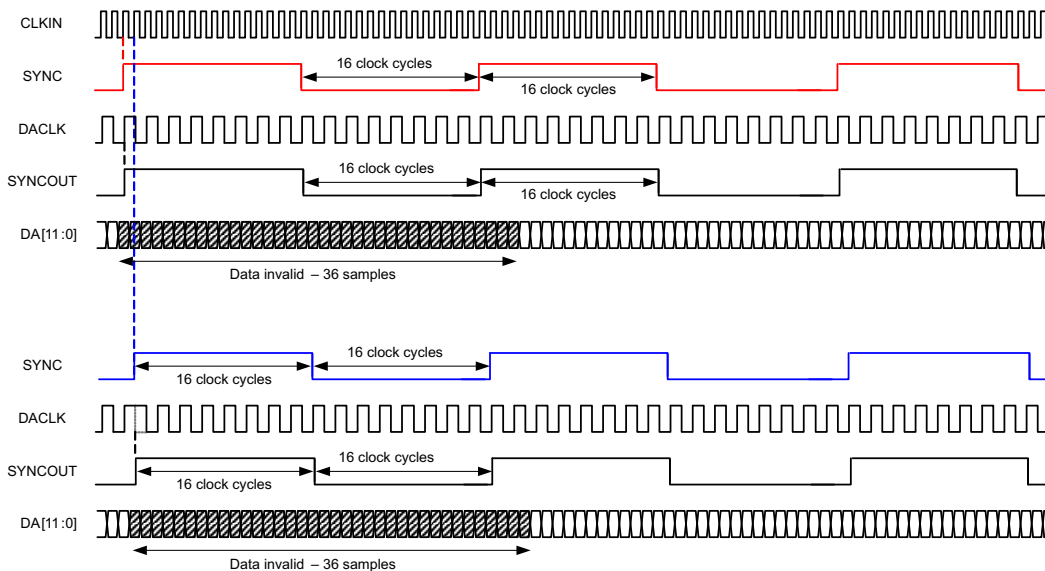 CLKIN
SYNC
16 clock cycles
16 clock cycles
DACLK
SYNCOUT
16 clock cycles
16 clock cycles
DA[11:0]
Data invalid – 36 samples
SYNC
16 clock cycles
16 clock cycles
DACLK
SYNCOUT
16 clock cycles
16 clock cycles
DA[11:0]
Data invalid – 36 samples